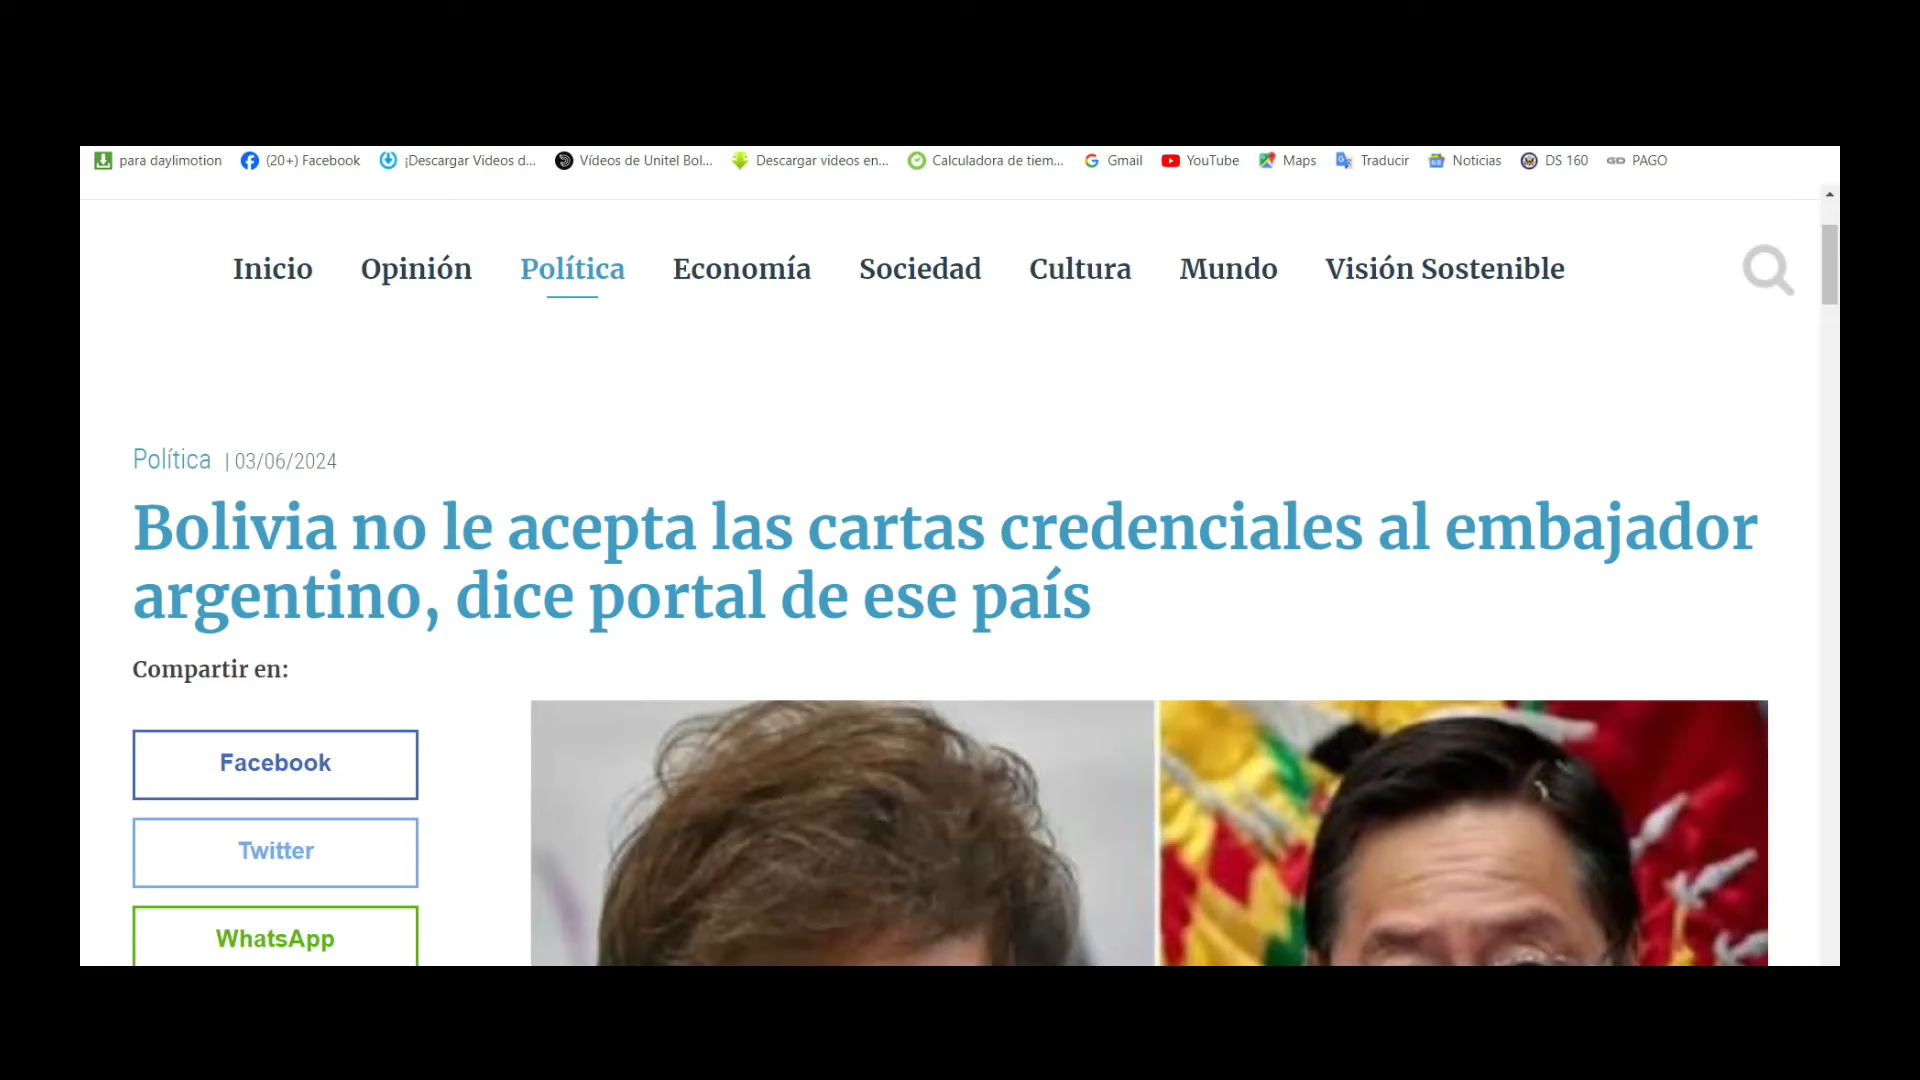 para daylimotion (20+) Facebook ¡Descargar Videos d... Vídeos de Unitel Bol... Descargar videos en... Calculadora de tiem... Gmail YouTube Maps Traducir Noticias DS 160 PAGO
Inicio Opinión Política Economía Sociedad Cultura Mundo Visión Sostenible
Política | 03/06/2024
Bolivia no le acepta las cartas credenciales al embajador
argentino, dice portal de ese país
Compartir en:
Facebook
Twitter
WhatsApp